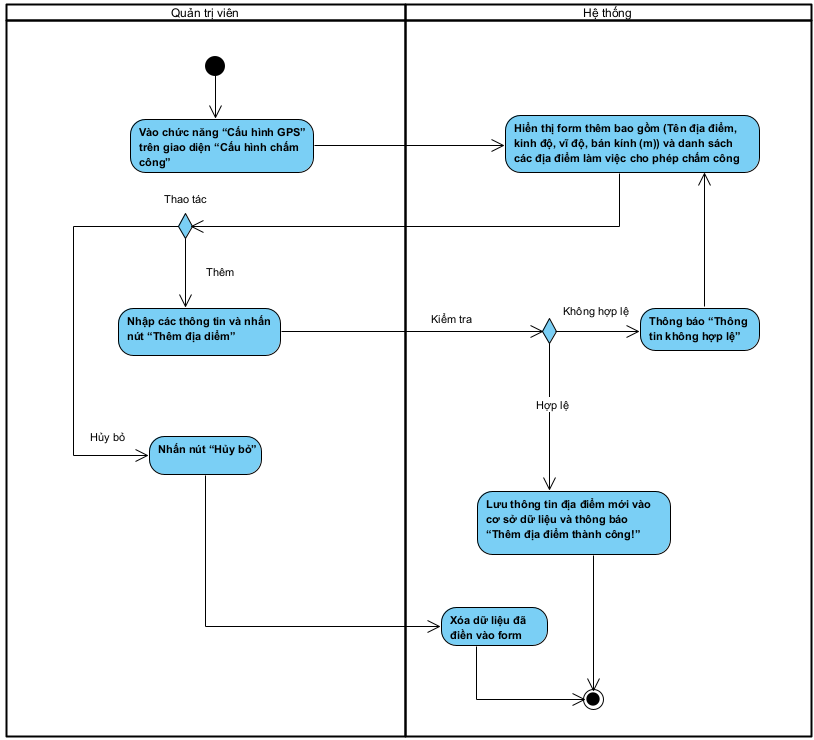 Quản trị viên
Hệ thống
Vào chức năng “Cấu hình GPS”
trên giao diện “Cấu hình chấm
công”
Hiển thị form thêm bao gồm (Tên địa điểm,
kinh độ, vĩ độ, bán kính (m)) và danh sách
các địa điểm làm việc cho phép chấm công
Thao tác
Thêm
Nhập các thông tin và nhấn
nút “Thêm địa diểm”
Kiểm tra
Không hợp lệ
Thông báo “Thông
tin không hợp lệ”
Hợp lệ
Hủy bỏ
Nhấn nút “Hủy bỏ”
Lưu thông tin địa điểm mới vào
cơ sở dữ liệu và thông báo
“Thêm địa điểm thành công!”
Xóa dữ liệu đã
điền vào form